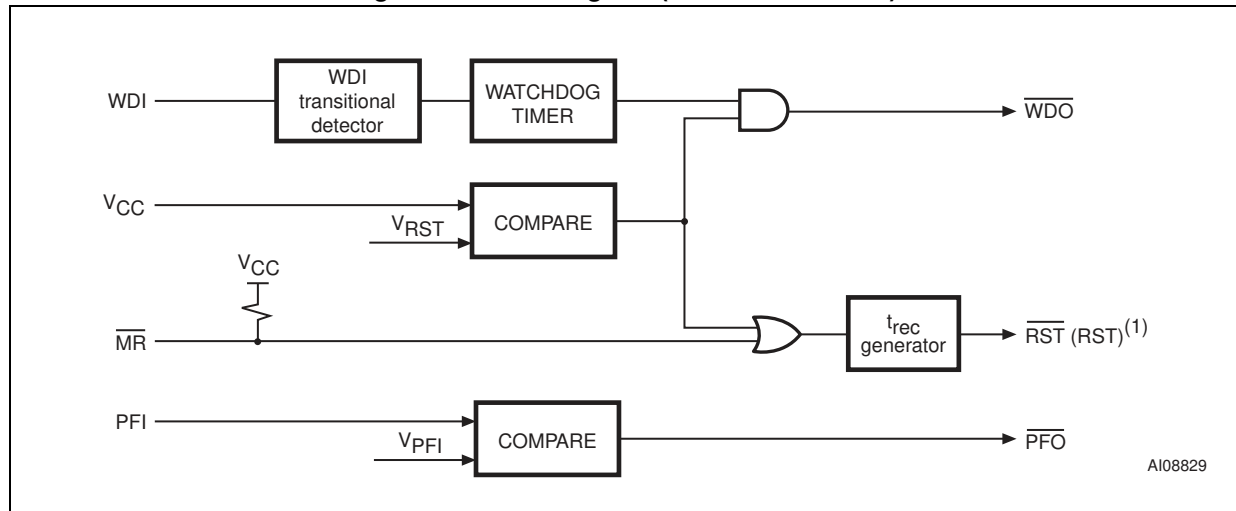 WDI
WDI
transitional
detector
WATCHDOG
TIMER
WDO
VCC
VRST
COMPARE
VCC
MR
trec
generator
RST (RST)(1)
PFI
VPFI
COMPARE
PFO
AI08829